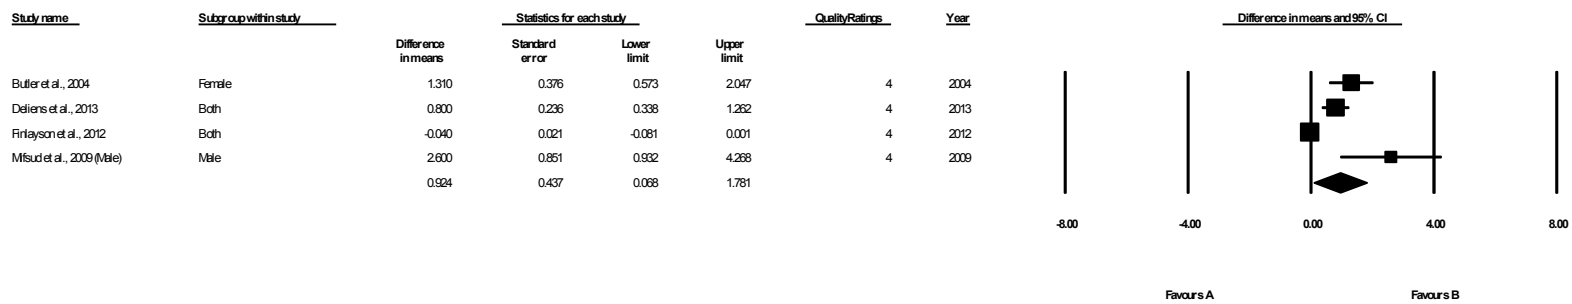 Study name Subgroup within study Statistics for each study Quality Ratings Year Difference in means and 95% CI
Difference in means Standard error Lower limit Upper limit
Butler et al., 2004 Female 1.310 0.376 0.573 2.047 4 2004
Deliens et al., 2013 Both 0.800 0.236 0.338 1.262 4 2013
Finlayson et al., 2012 Both -0.040 0.021 -0.081 0.001 4 2012
Mifsud et al., 2009 (Male) Male 2.600 0.851 0.932 4.268 4 2009
0.924 0.437 0.068 1.781
-8.00 -4.00 0.00 4.00 8.00
Favours A Favours B